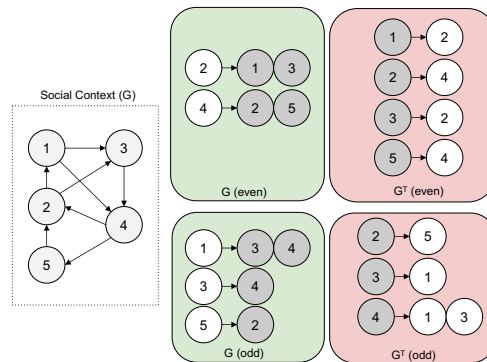 Social Context (G)
1
3
2
4
5
2 1 3
4 2 5
G (even)
1 2
2 4
3 2
5 4
Gᵀ (even)
1 3 4
3 4
5 2
G (odd)
2 5
3 1
4 1 3
Gᵀ (odd)